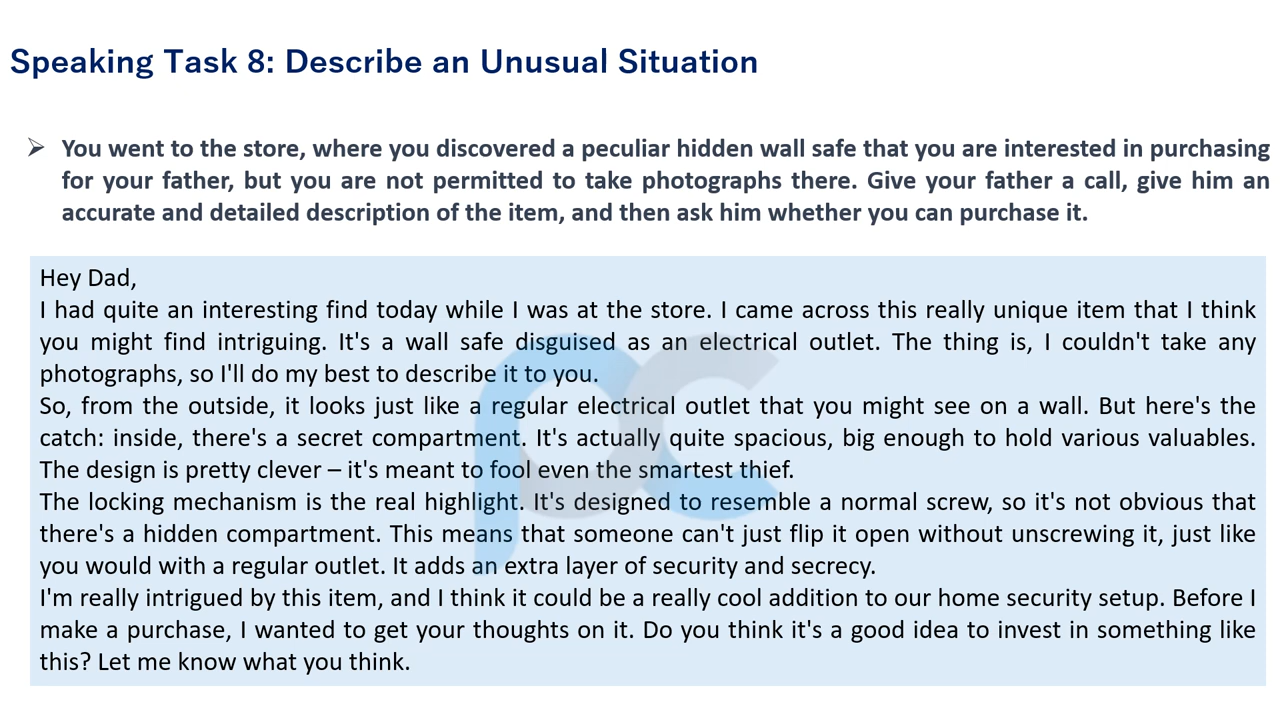 Speaking Task 8: Describe an Unusual Situation
➢ You went to the store, where you discovered a peculiar hidden wall safe that you are interested in purchasing
for your father, but you are not permitted to take photographs there. Give your father a call, give him an
accurate and detailed description of the item, and then ask him whether you can purchase it.
Hey Dad,
I had quite an interesting find today while I was at the store. I came across this really unique item that I think
you might find intriguing. It's a wall safe disguised as an electrical outlet. The thing is, I couldn't take any
photographs, so I'll do my best to describe it to you.
So, from the outside, it looks just like a regular electrical outlet that you might see on a wall. But here's the
catch: inside, there's a secret compartment. It's actually quite spacious, big enough to hold various valuables.
The design is pretty clever – it's meant to fool even the smartest thief.
The locking mechanism is the real highlight. It's designed to resemble a normal screw, so it's not obvious that
there's a hidden compartment. This means that someone can't just flip it open without unscrewing it, just like
you would with a regular outlet. It adds an extra layer of security and secrecy.
I'm really intrigued by this item, and I think it could be a really cool addition to our home security setup. Before I
make a purchase, I wanted to get your thoughts on it. Do you think it's a good idea to invest in something like
this? Let me know what you think.